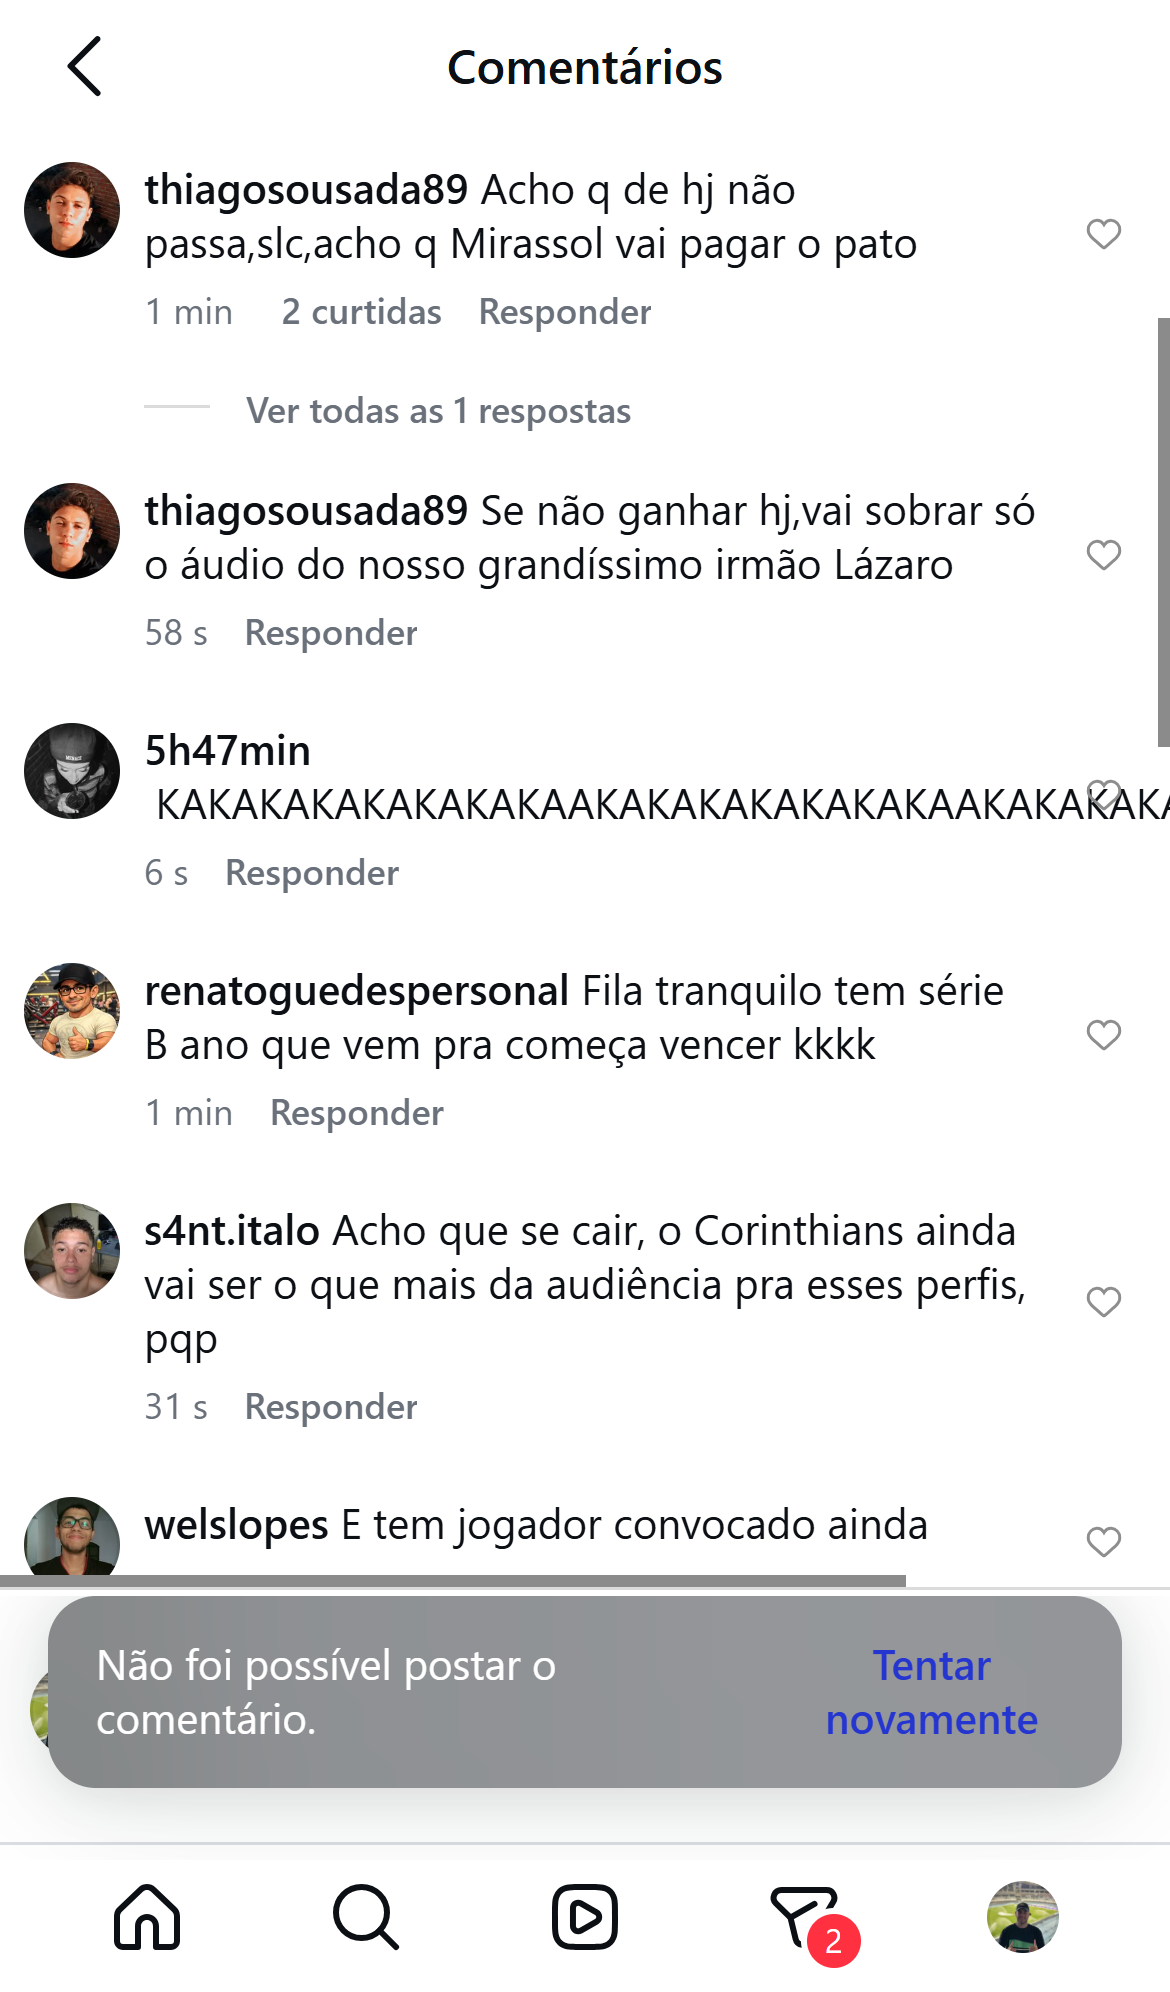 Comentários
thiagosousada89 Acho q de hj não
passa,slc,acho q Mirassol vai pagar o pato
1 min 2 curtidas Responder
Ver todas as 1 respostas
thiagosousada89 Se não ganhar hj,vai sobrar só
o áudio do nosso grandíssimo irmão Lázaro
58 s Responder
5h47min
KAKAKAKAKAKAKAKAAKAKAKAKAKAKAKAAKAKAKAKA
6 s Responder
renatoguedespersonal Fila tranquilo tem série
B ano que vem pra começa vencer kkkk
1 min Responder
s4nt.italo Acho que se cair, o Corinthians ainda
vai ser o que mais da audiência pra esses perfis,
pqp
31 s Responder
welslopes E tem jogador convocado ainda
Não foi possível postar o
comentário.
Tentar
novamente
2